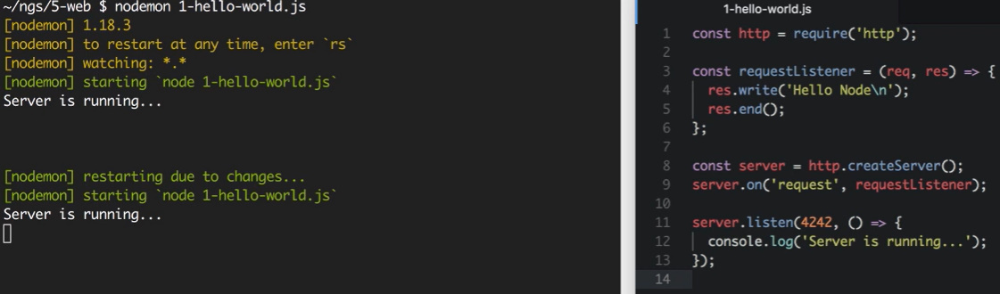 ~/ngs/5-web $ nodemon 1-hello-world.js
[nodemon] 1.18.3
[nodemon] to restart at any time, enter `rs`
[nodemon] watching: *.*
[nodemon] starting `node 1-hello-world.js`
Server is running...
[nodemon] restarting due to changes...
[nodemon] starting `node 1-hello-world.js`
Server is running...
1-hello-world.js
1 const http = require('http');
2
3 const requestListener = (req, res) => {
4 res.write('Hello Node\n');
5 res.end();
6 };
7
8 const server = http.createServer();
9 server.on('request', requestListener);
10
11 server.listen(4242, () => {
12 console.log('Server is running...');
13 });
14